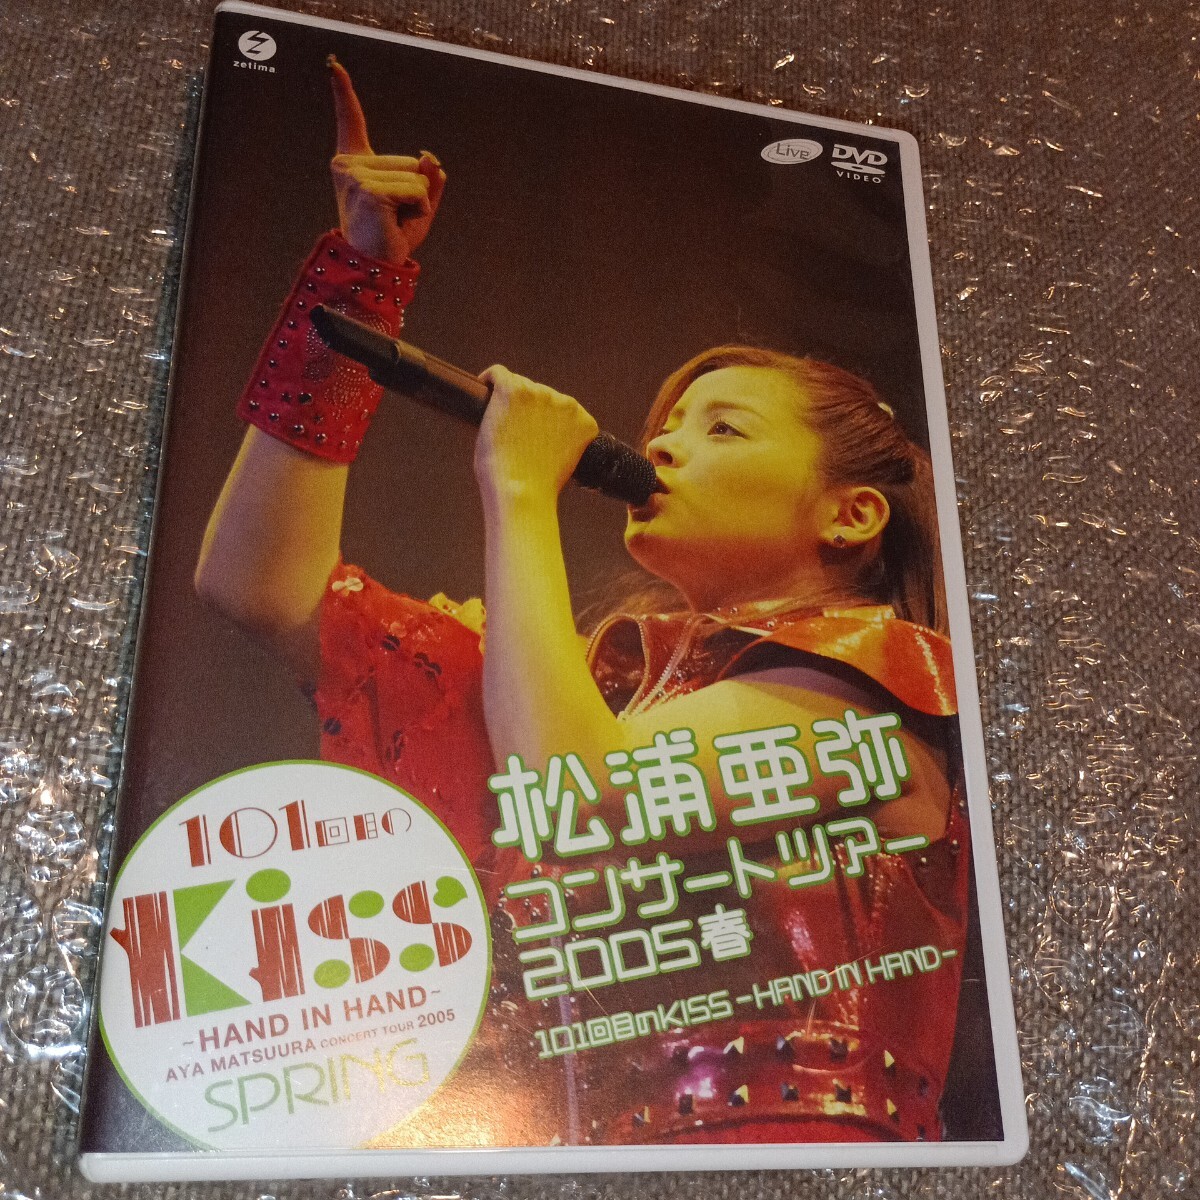 zetima
Live
DVD
VIDEO
松浦亜弥
コンサートツアー
2005春
101回目のKISS -HAND IN HAND-
101回目の
Kiss
~HAND IN HAND~
AYA MATSUURA CONCERT TOUR 2005
SPRING